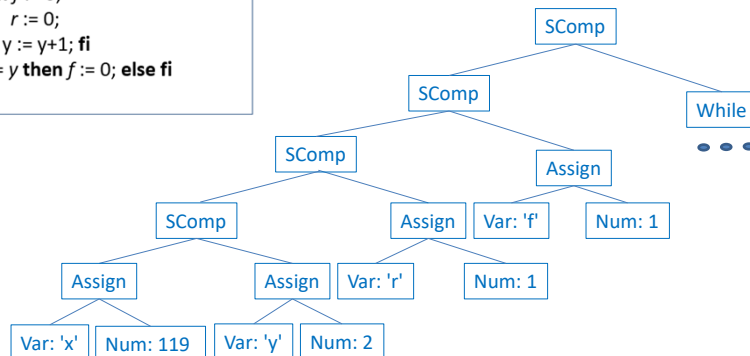 r := 0;
y := y+1; fi
= y then f := 0; else fi
SComp
SComp
While
SComp
Assign
SComp
Assign
Var: 'f'
Num: 1
Assign
Assign
Var: 'r'
Num: 1
Var: 'x'
Num: 119
Var: 'y'
Num: 2